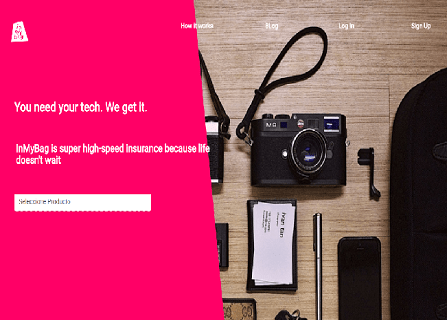 How it works
Blog
Log In
Sign Up
You need your tech. We get it.
InMyBag is super high-speed insurance because life
doesn't wait
Seleccione Producto
M9